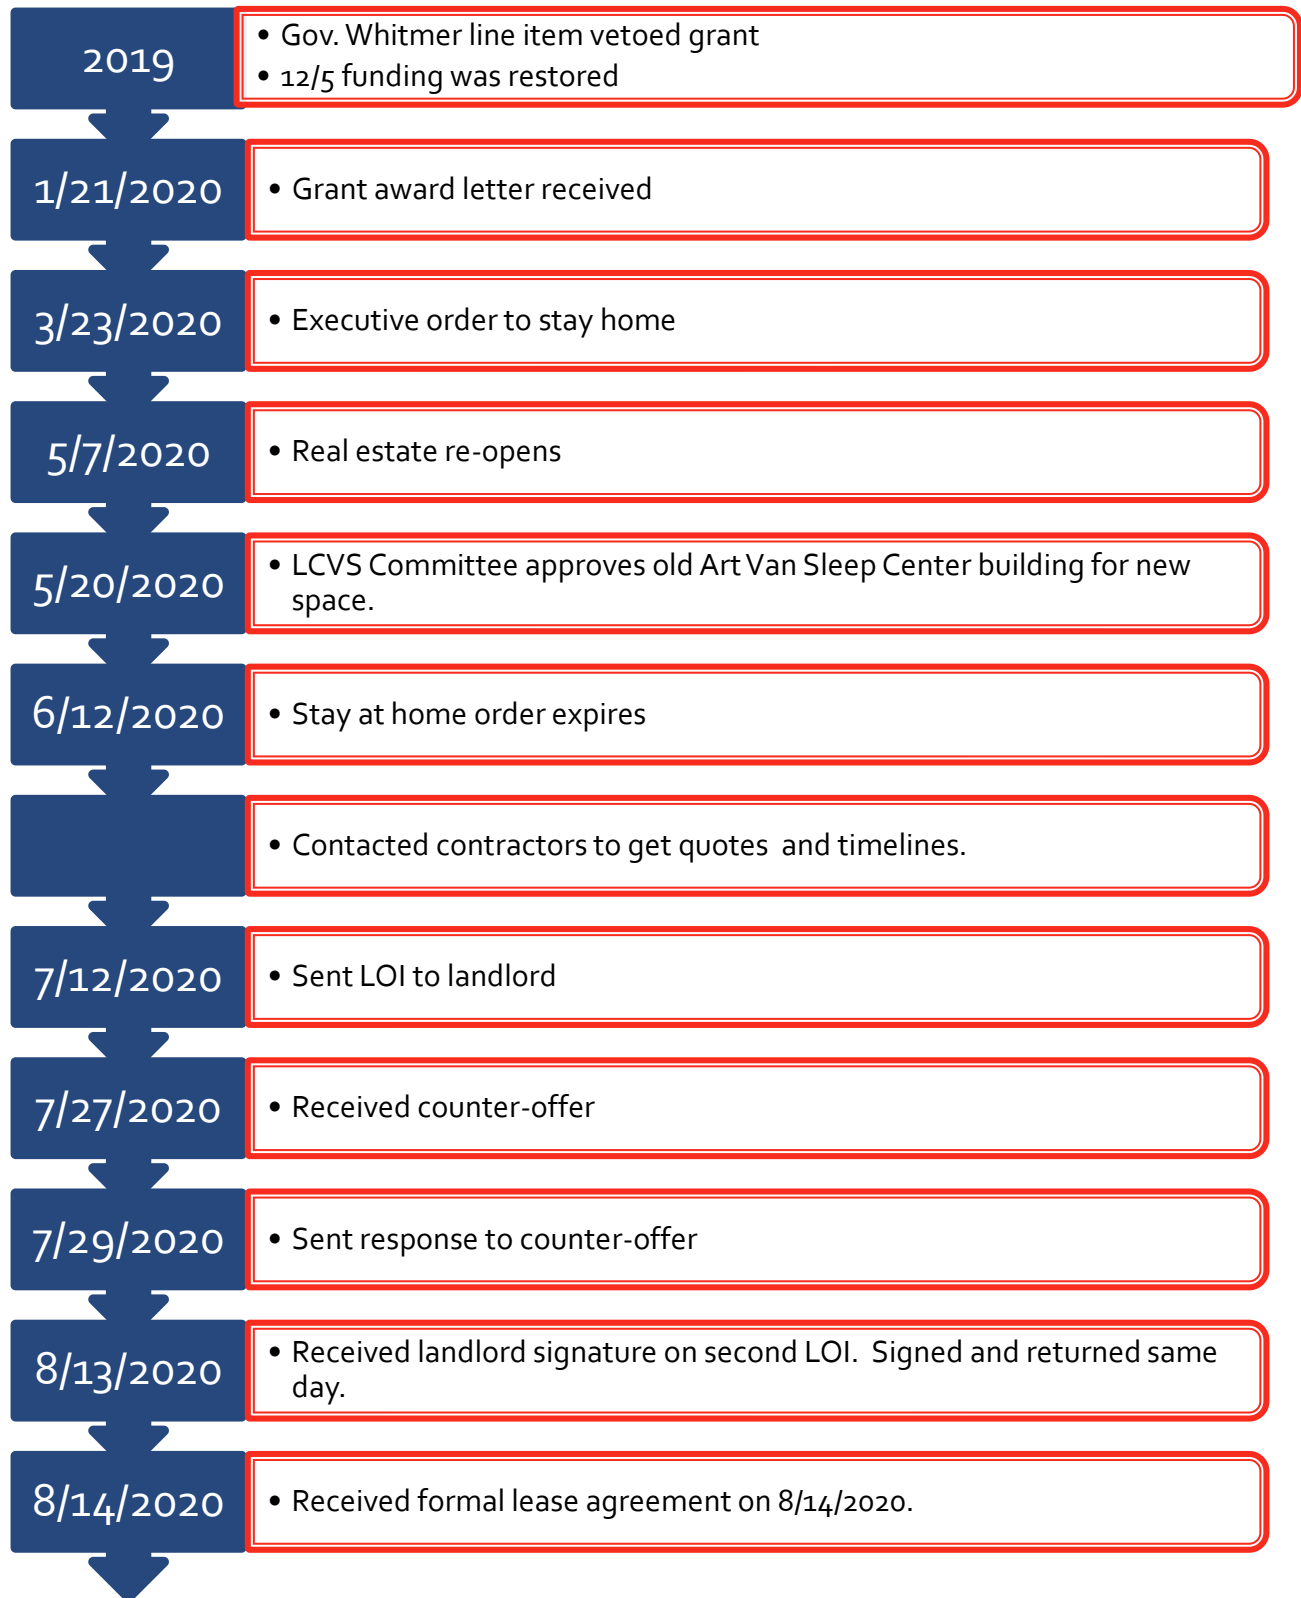 2019
• Gov. Whitmer line item vetoed grant
• 12/5 funding was restored
1/21/2020
• Grant award letter received
3/23/2020
• Executive order to stay home
5/7/2020
• Real estate re-opens
5/20/2020
• LCVS Committee approves old Art Van Sleep Center building for new
space.
6/12/2020
• Stay at home order expires
• Contacted contractors to get quotes  and timelines.
7/12/2020
• Sent LOI to landlord
7/27/2020
• Received counter-offer
7/29/2020
• Sent response to counter-offer
8/13/2020
• Received landlord signature on second LOI.  Signed and returned same
day.
8/14/2020
• Received formal lease agreement on 8/14/2020.